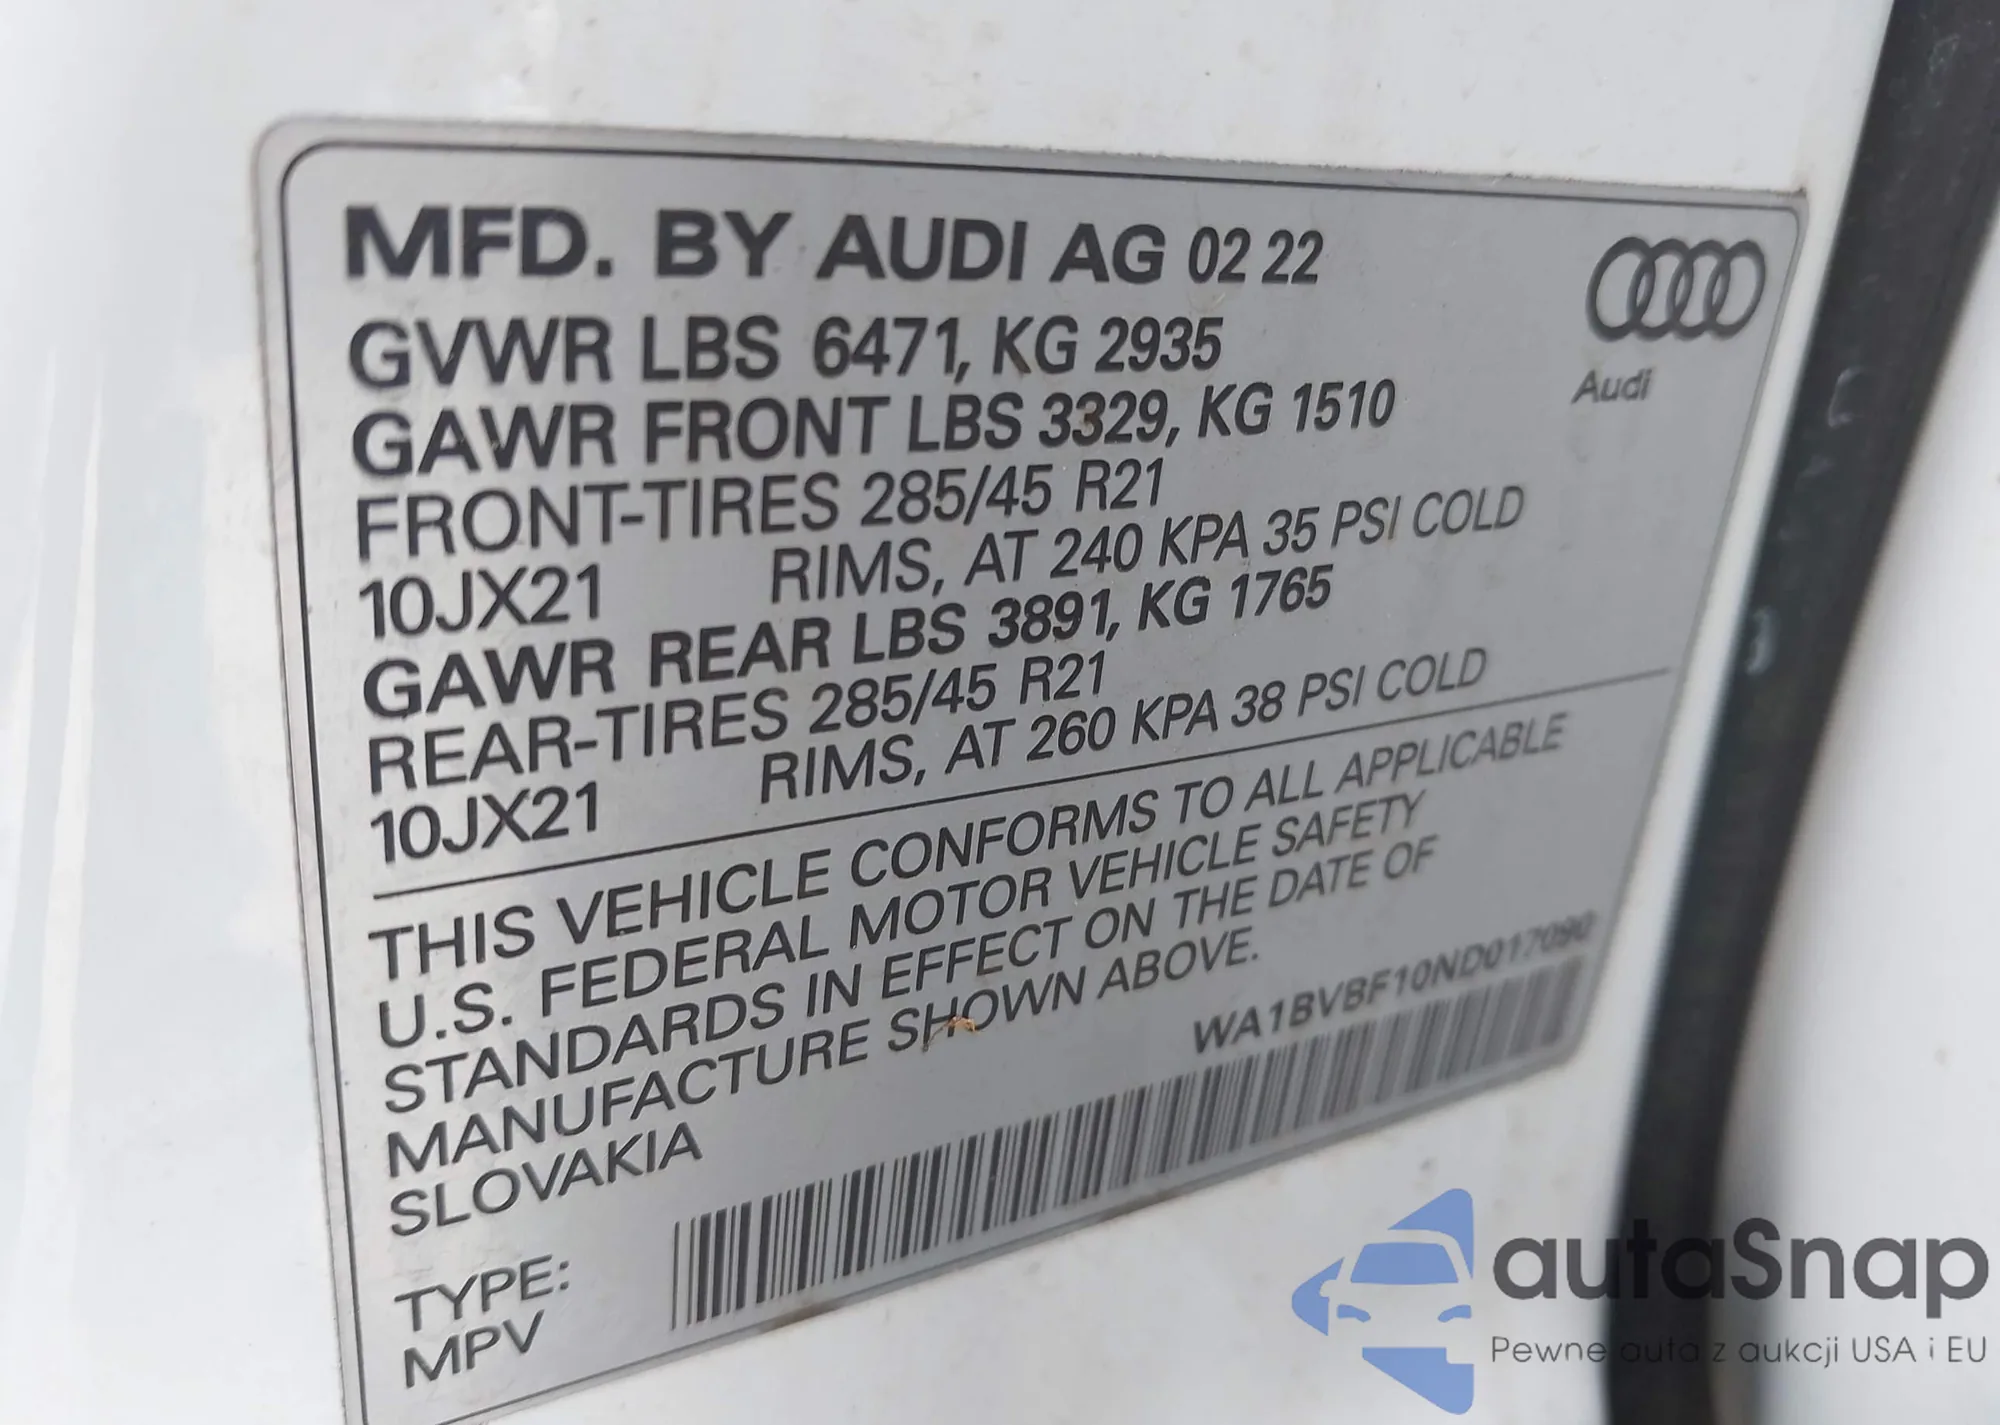 MFD. BY AUDI AG 02 22
GVWR LBS 6471, KG 2935
GAWR FRONT LBS 3329, KG 1510
FRONT-TIRES 285/45 R21
10JX21 RIMS, AT 240 KPA 35 PSI COLD
GAWR REAR LBS 3891, KG 1765
REAR-TIRES 285/45 R21
10JX21 RIMS, AT 260 KPA 38 PSI COLD
Audi
THIS VEHICLE CONFORMS TO ALL APPLICABLE
U.S. FEDERAL MOTOR VEHICLE SAFETY
STANDARDS IN EFFECT ON THE DATE OF
MANUFACTURE SHOWN ABOVE.
SLOVAKIA
WA1BVBF10ND017090
TYPE:
MPV
autaSnap
Pewne auta z aukcji USA i EU